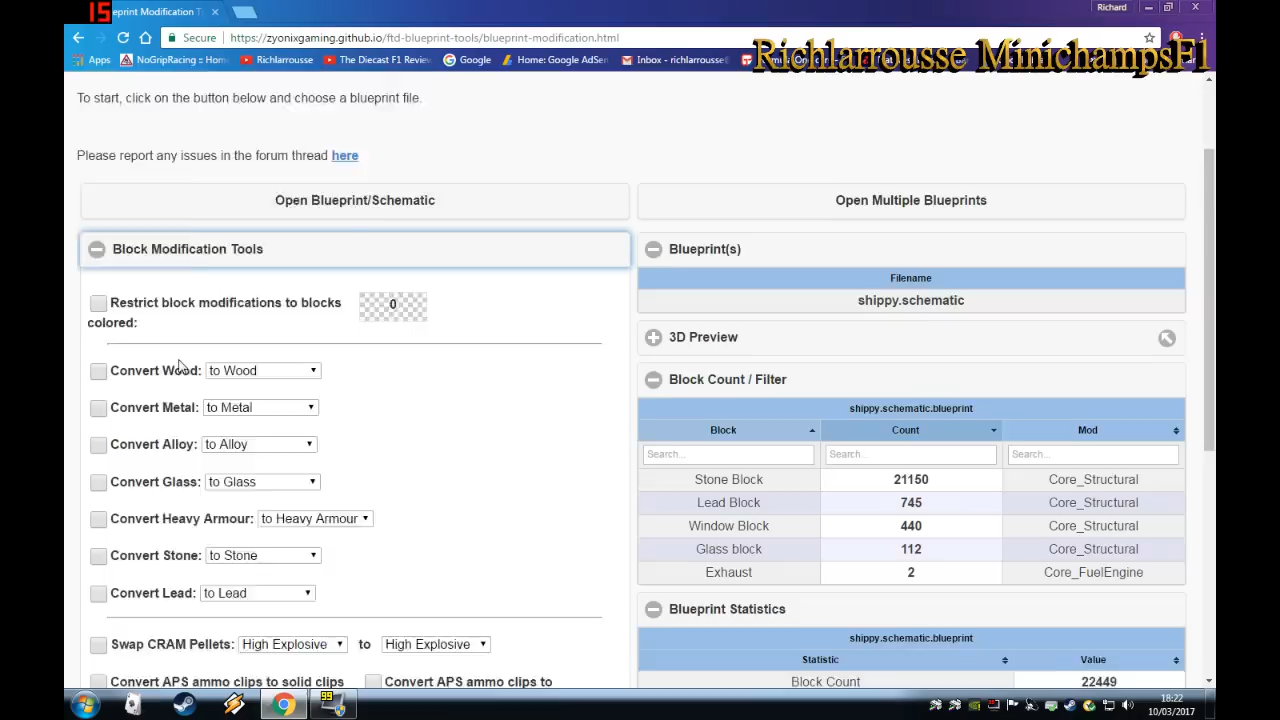 15
eprint Modification T
Richard
Secure
https://zyonixgaming.github.io/ftd-blueprint-tools/blueprint-modification.html
Richlarrousse MinichampsF1
Apps
NoGripRacing :: Home
Richlarrousse
The Diecast F1 Review
Google
Home: Google AdSen
Inbox - richlarrousse
To start, click on the button below and choose a blueprint file.
Please report any issues in the forum thread here
Open Blueprint/Schematic
Open Multiple Blueprints
Block Modification Tools
Blueprint(s)
Filename
shippy.schematic
Restrict block modifications to blocks
colored:
0
3D Preview
Convert Wood: to Wood
Convert Metal: to Metal
Convert Alloy: to Alloy
Convert Glass: to Glass
Convert Heavy Armour: to Heavy Armour
Convert Stone: to Stone
Convert Lead: to Lead
Block Count / Filter
shippy.schematic.blueprint
Block Count Mod
Search... Search... Search...
Stone Block 21150 Core_Structural
Lead Block 745 Core_Structural
Window Block 440 Core_Structural
Glass block 112 Core_Structural
Exhaust 2 Core_FuelEngine
Swap CRAM Pellets: High Explosive to High Explosive
Convert APS ammo clips to solid clips
Convert APS ammo clips to
Blueprint Statistics
shippy.schematic.blueprint
Statistic Value
Block Count 22449
99
18:22
10/03/2017